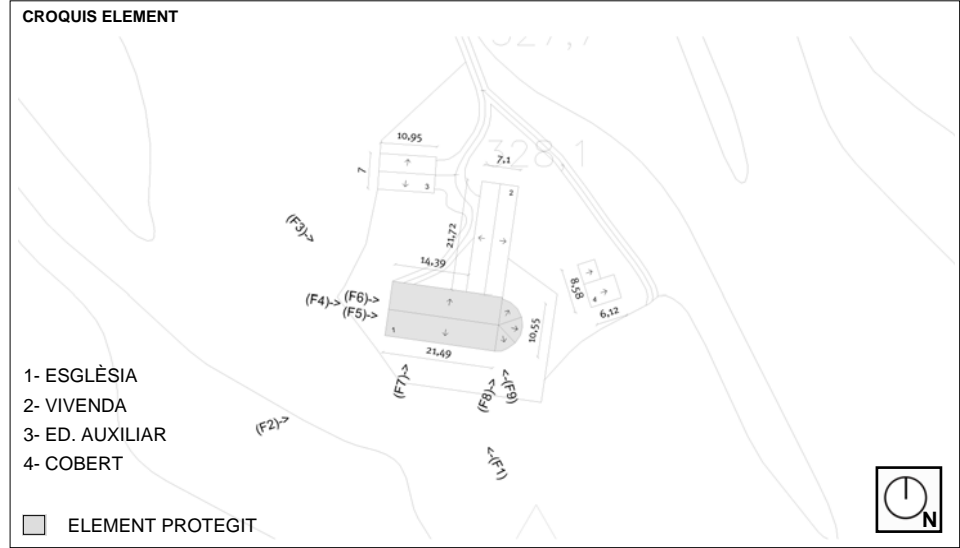 CROQUIS ELEMENT
327,7
10,95
328,1
7,1
7
3
2
(F3)->
21,72
14,39
8,58
4
(F4)-> (F6)->
(F5)->
6,12
10,55
1
21,49
1- ESGLÈSIA
(F7)->
<-(F9)
(F8)->
2- VIVENDA
(F2)->
3- ED. AUXILIAR
<-(F1)
4- COBERT
N
ELEMENT PROTEGIT